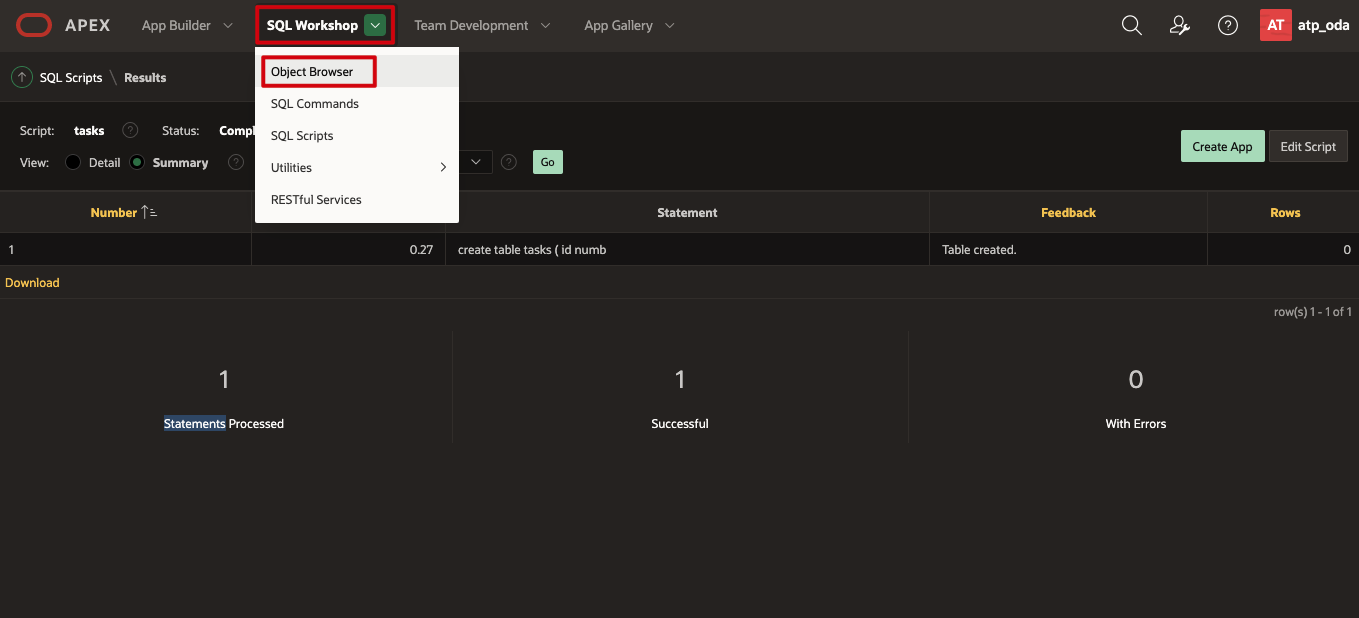 APEX App Builder SQL Workshop Team Development App Gallery AT atp_oda
Object Browser
SQL Commands
SQL Scripts
Utilities
RESTful Services
SQL Scripts \ Results
Script: tasks ? Status:
View: Detail Summary ? ? Go
Create App Edit Script
Number Statement Feedback Rows
1 0.27 create table tasks ( id numb Table created. 0
Download
row(s) 1 - 1 of 1
1 1 0
Statements Processed Successful With Errors